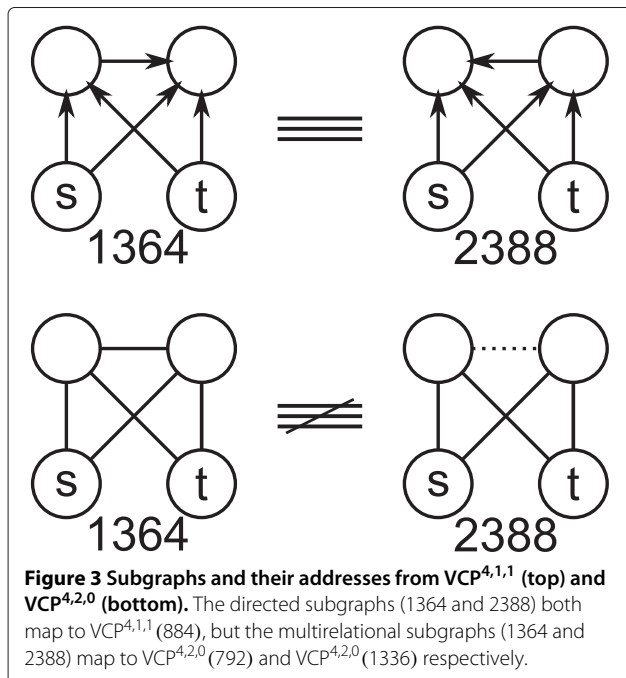 s t
1364
s t
2388
s t
1364
s t
2388
Figure 3 Subgraphs and their addresses from VCP4,1,1 (top) and
VCP4,2,0 (bottom). The directed subgraphs (1364 and 2388) both
map to VCP4,1,1(884), but the multirelational subgraphs (1364 and
2388) map to VCP4,2,0(792) and VCP4,2,0(1336) respectively.